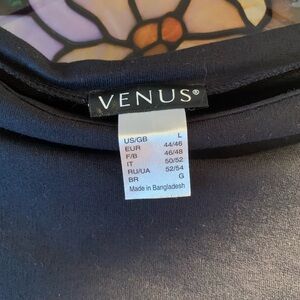 VENUS®
US/GB L
EUR 44/46
F/B 46/48
IT 50/52
RU/UA 52/54
BR G
Made in Bangladesh